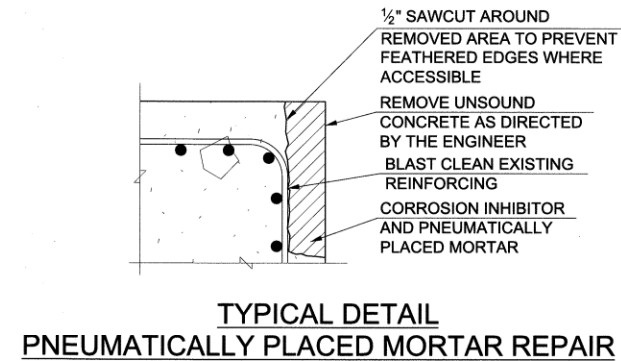 ½" SAWCUT AROUND
REMOVED AREA TO PREVENT
FEATHERED EDGES WHERE
ACCESSIBLE
REMOVE UNSOUND
CONCRETE AS DIRECTED
BY THE ENGINEER
BLAST CLEAN EXISTING
REINFORCING
CORROSION INHIBITOR
AND PNEUMATICALLY
PLACED MORTAR
TYPICAL DETAIL
PNEUMATICALLY PLACED MORTAR REPAIR